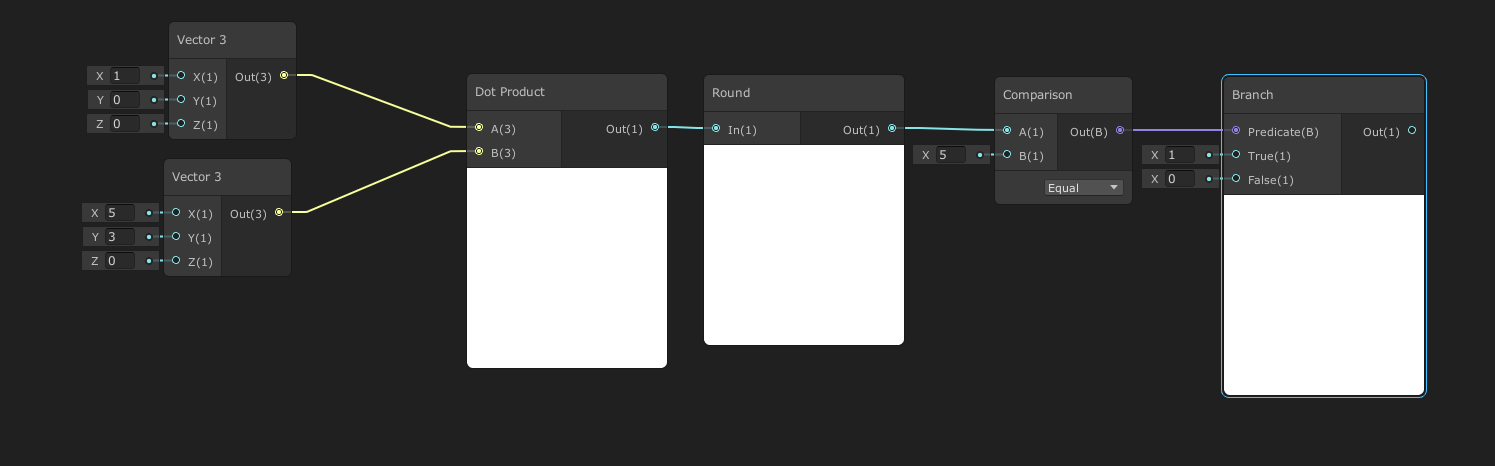 Vector 3
X 1 X(1) Out(3)
Y 0 Y(1)
Z 0 Z(1)
Vector 3
X 5 X(1) Out(3)
Y 3 Y(1)
Z 0 Z(1)
Dot Product
A(3) Out(1)
B(3)
Round
In(1) Out(1)
Comparison
A(1) Out(B)
X 5 B(1)
Equal
Branch
Predicate(B) Out(1)
X 1 True(1)
X 0 False(1)